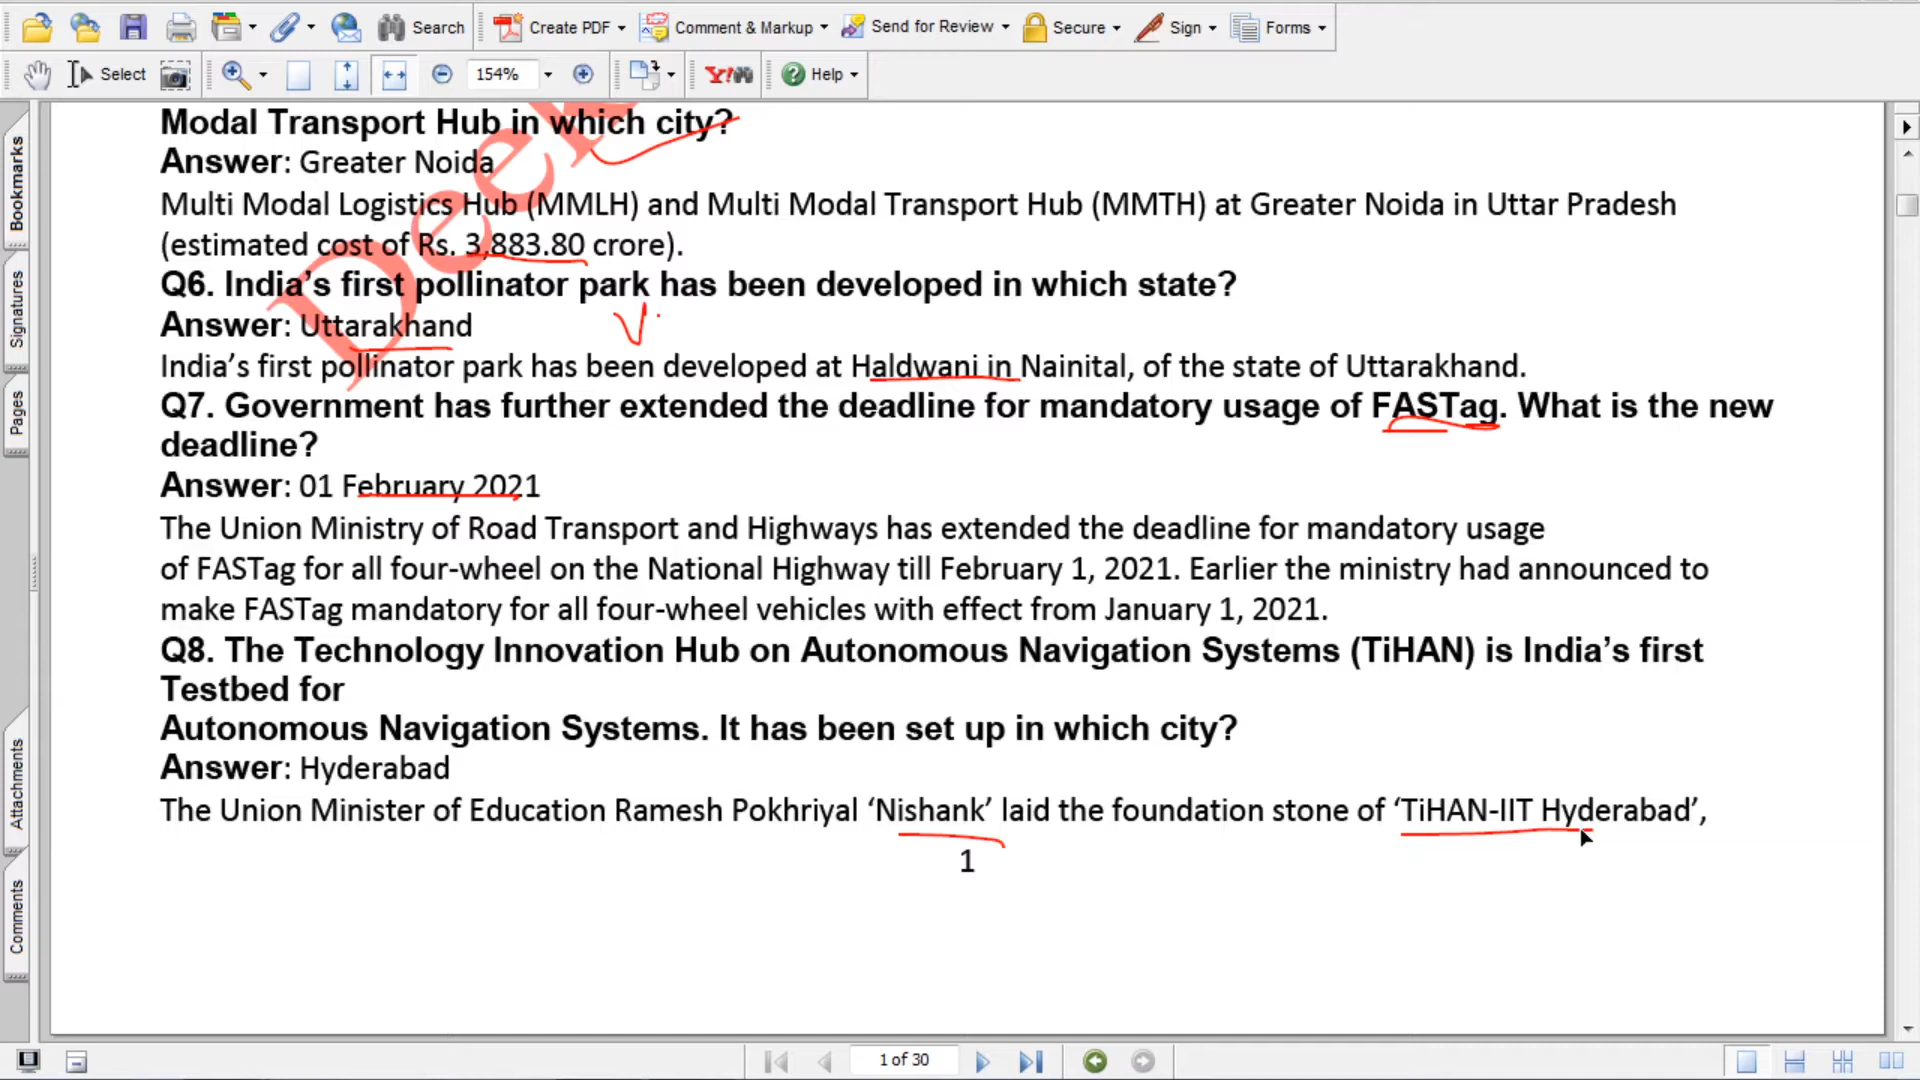 Search
Create PDF
Comment & Markup
Send for Review
Secure
Sign
Forms
Select
154%
Y!
Help
Bookmarks
Signatures
Pages
Attachments
Comments
Deek
Modal Transport Hub in which city?
Answer: Greater Noida
Multi Modal Logistics Hub (MMLH) and Multi Modal Transport Hub (MMTH) at Greater Noida in Uttar Pradesh
(estimated cost of Rs. 3,883.80 crore).
Q6. India’s first pollinator park has been developed in which state?
Answer: Uttarakhand
India’s first pollinator park has been developed at Haldwani in Nainital, of the state of Uttarakhand.
Q7. Government has further extended the deadline for mandatory usage of FASTag. What is the new
deadline?
Answer: 01 February 2021
The Union Ministry of Road Transport and Highways has extended the deadline for mandatory usage
of FASTag for all four-wheel on the National Highway till February 1, 2021. Earlier the ministry had announced to
make FASTag mandatory for all four-wheel vehicles with effect from January 1, 2021.
Q8. The Technology Innovation Hub on Autonomous Navigation Systems (TiHAN) is India’s first
Testbed for
Autonomous Navigation Systems. It has been set up in which city?
Answer: Hyderabad
The Union Minister of Education Ramesh Pokhriyal ‘Nishank’ laid the foundation stone of ‘TiHAN-IIT Hyderabad’,
1
1 of 30